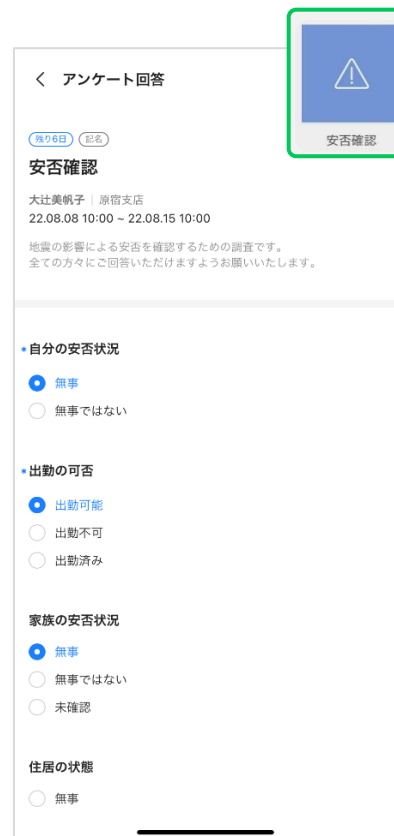 アンケート回答
安否確認
残り6日 記名
安否確認
大辻美帆子 | 原宿支店
22.08.08 10:00 ~ 22.08.15 10:00
地震の影響による安否を確認するための調査です。
全ての方々にご回答いただけますようお願いいたします。
自分の安否状況
無事
無事ではない
出勤の可否
出勤可能
出勤不可
出勤済み
家族の安否状況
無事
無事ではない
未確認
住居の状態
無事